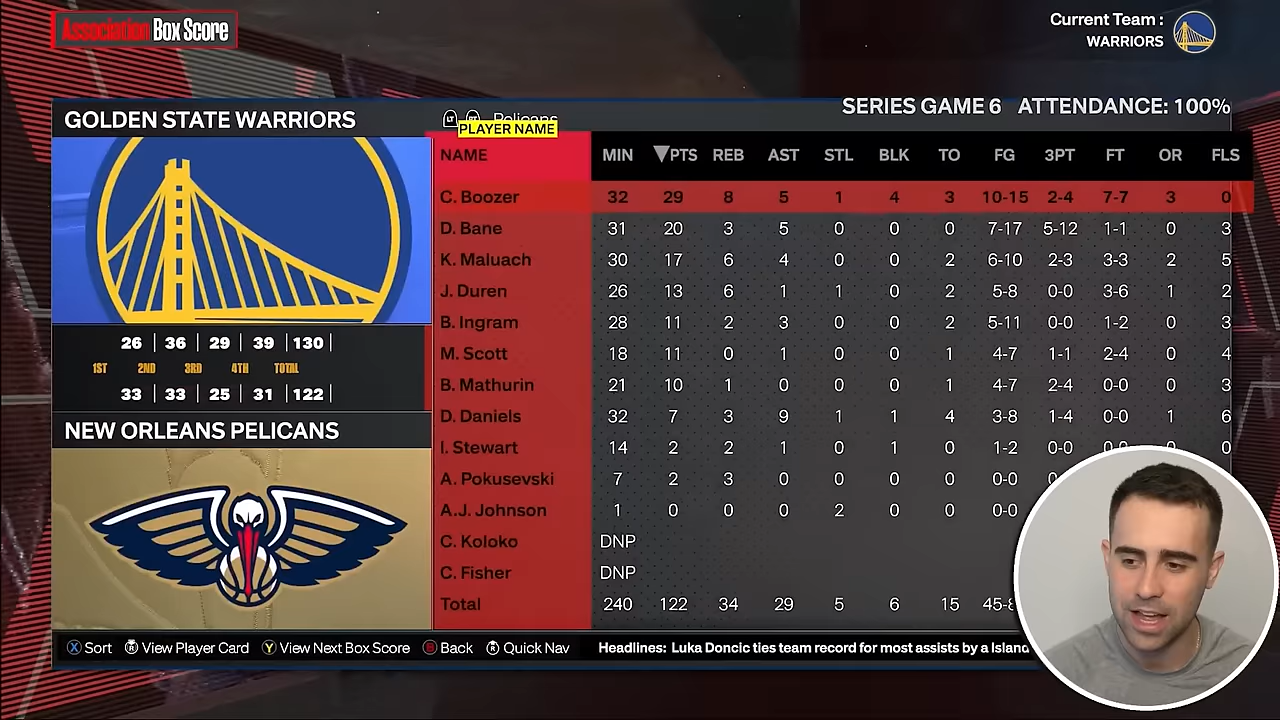 Association Box Score
Current Team :
WARRIORS
SERIES GAME 6 ATTENDANCE: 100%
GOLDEN STATE WARRIORS
LT RT Pelicans
PLAYER NAME
NAME MIN PTS REB AST STL BLK TO FG 3PT FT OR FLS
C. Boozer 32 29 8 5 1 4 3 10-15 2-4 7-7 3 0
D. Bane 31 20 3 5 0 0 0 7-17 5-12 1-1 0 3
K. Maluach 30 17 6 4 0 0 2 6-10 2-3 3-3 2 5
J. Duren 26 13 6 1 1 0 2 5-8 0-0 3-6 1 2
B. Ingram 28 11 2 3 0 0 2 5-11 0-0 1-2 0 3
M. Scott 18 11 0 1 0 0 1 4-7 1-1 2-4 0 4
B. Mathurin 21 10 1 0 0 0 1 4-7 2-4 0-0 0 3
D. Daniels 32 7 3 9 1 1 4 3-8 1-4 0-0 1 6
I. Stewart 14 2 2 1 0 1 0 1-2 0-0 0-0 0 0
A. Pokusevski 7 2 3 0 0 0 0 0-0
A.J. Johnson 1 0 0 0 2 0 0 0-0
C. Koloko DNP
C. Fisher DNP
Total 240 122 34 29 5 6 15
26 36 29 39 130
1ST 2ND 3RD 4TH TOTAL
33 33 25 31 122
NEW ORLEANS PELICANS
X Sort View Player Card Y View Next Box Score B Back R Quick Nav
Headlines: Luka Doncic ties team record for most assists by a